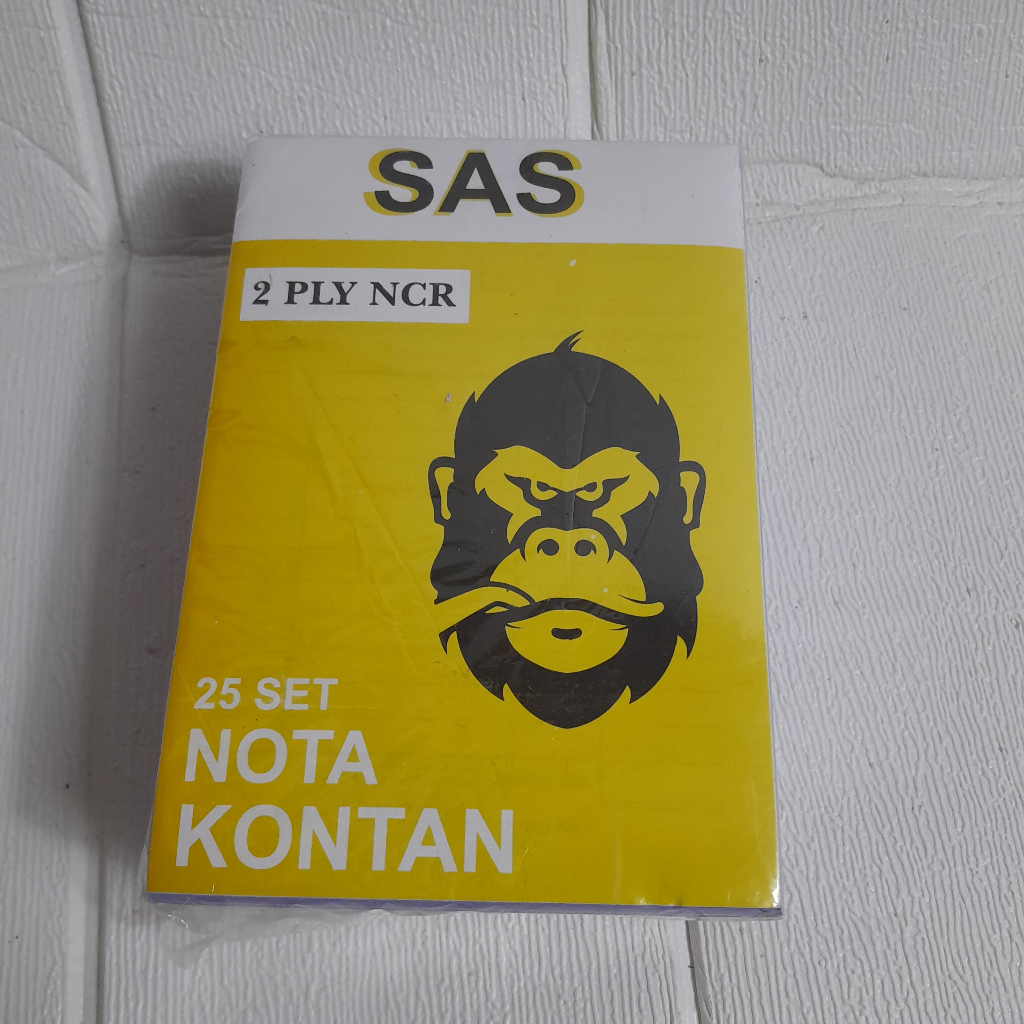 SAS
2 PLY NCR
25 SET
NOTA
KONTAN